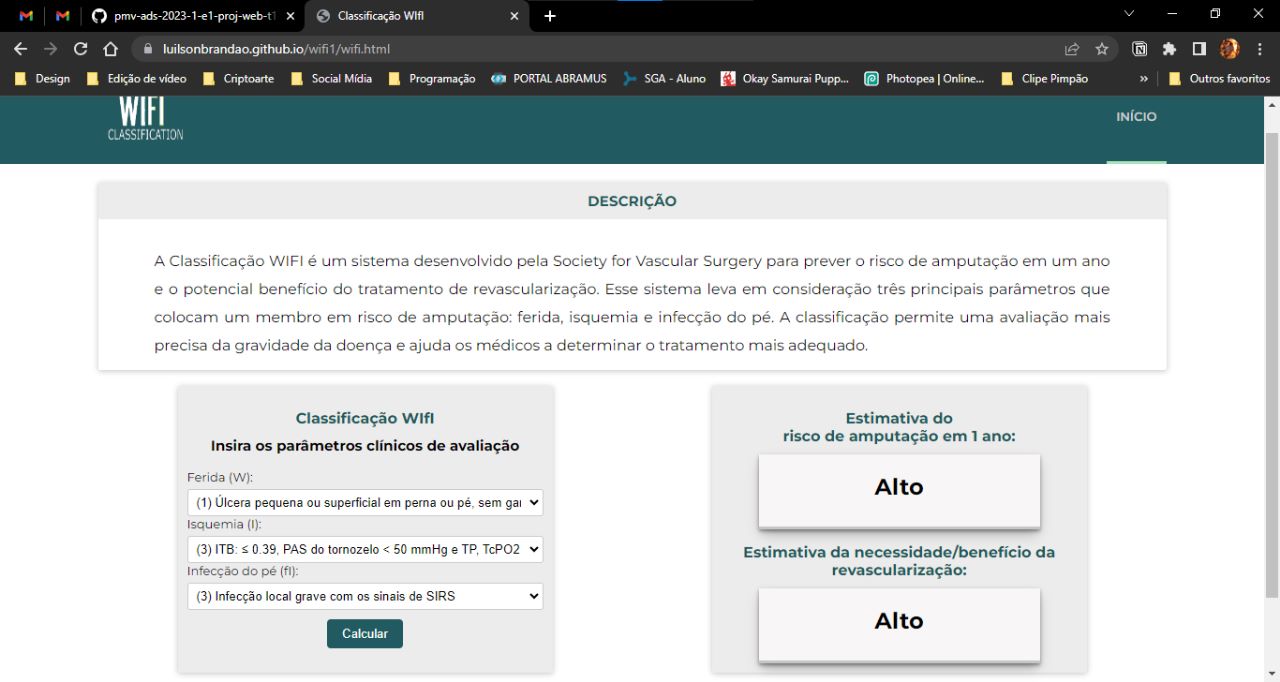 pmv-ads-2023-1-e1-proj-web-t1
Classificação WIfI
luilsonbrandao.github.io/wifi1/wifi.html
Design
Edição de vídeo
Criptoarte
Social Mídia
Programação
PORTAL ABRAMUS
SGA - Aluno
Okay Samurai Pupp...
Photopea | Online...
Clipe Pimpão
»
Outros favoritos
WIFI
CLASSIFICATION
INÍCIO
DESCRIÇÃO
A Classificação WIFI é um sistema desenvolvido pela Society for Vascular Surgery para prever o risco de amputação em um ano
e o potencial benefício do tratamento de revascularização. Esse sistema leva em consideração três principais parâmetros que
colocam um membro em risco de amputação: ferida, isquemia e infecção do pé. A classificação permite uma avaliação mais
precisa da gravidade da doença e ajuda os médicos a determinar o tratamento mais adequado.
Classificação WIfI
Insira os parâmetros clínicos de avaliação
Ferida (W):
(1) Úlcera pequena ou superficial em perna ou pé, sem gan
Isquemia (I):
(3) ITB: ≤ 0.39, PAS do tornozelo < 50 mmHg e TP, TcPO2
Infecção do pé (fI):
(3) Infecção local grave com os sinais de SIRS
Calcular
Estimativa do
risco de amputação em 1 ano:
Alto
Estimativa da necessidade/benefício da
revascularização:
Alto